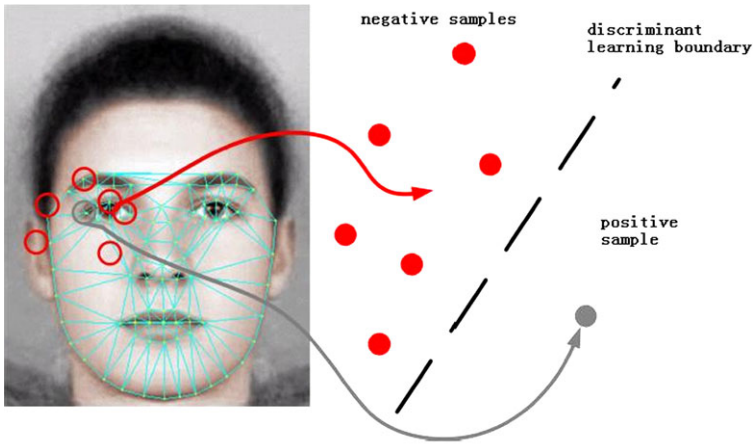 negative samples
discriminant
learning boundary
positive
sample